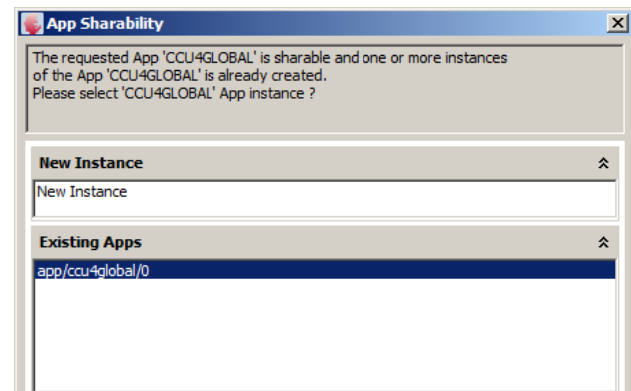 App Sharability
The requested App 'CCU4GLOBAL' is sharable and one or more instances
of the App 'CCU4GLOBAL' is already created.
Please select 'CCU4GLOBAL' App instance ?
New Instance
New Instance
Existing Apps
app/ccu4global/0